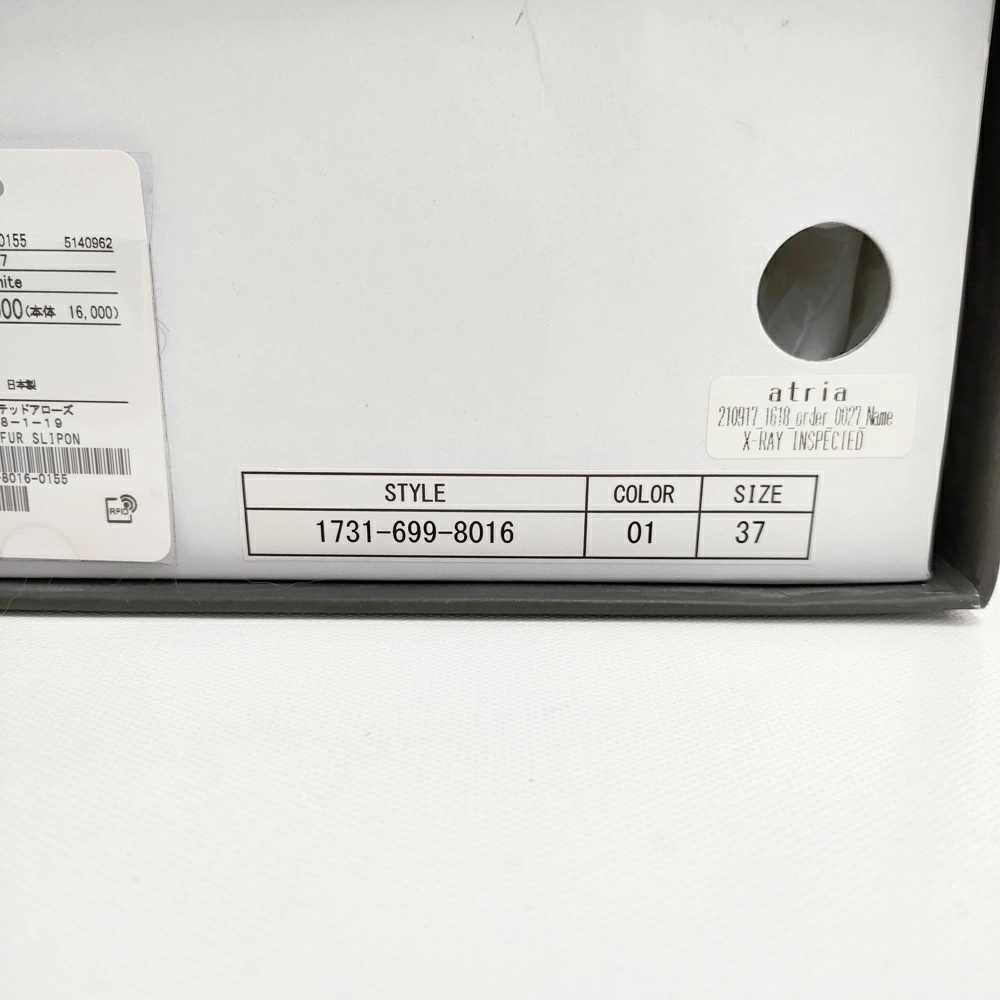 0155 5140962
7
hite
00(本体 16,000)
日本製
テッドアローズ
8-1-19
FUR SLIPON
-8016-0155
RFID
atria
210917_1618_order_0027_Name
X-RAY INSPECTED
STYLE COLOR SIZE
1731-699-8016 01 37